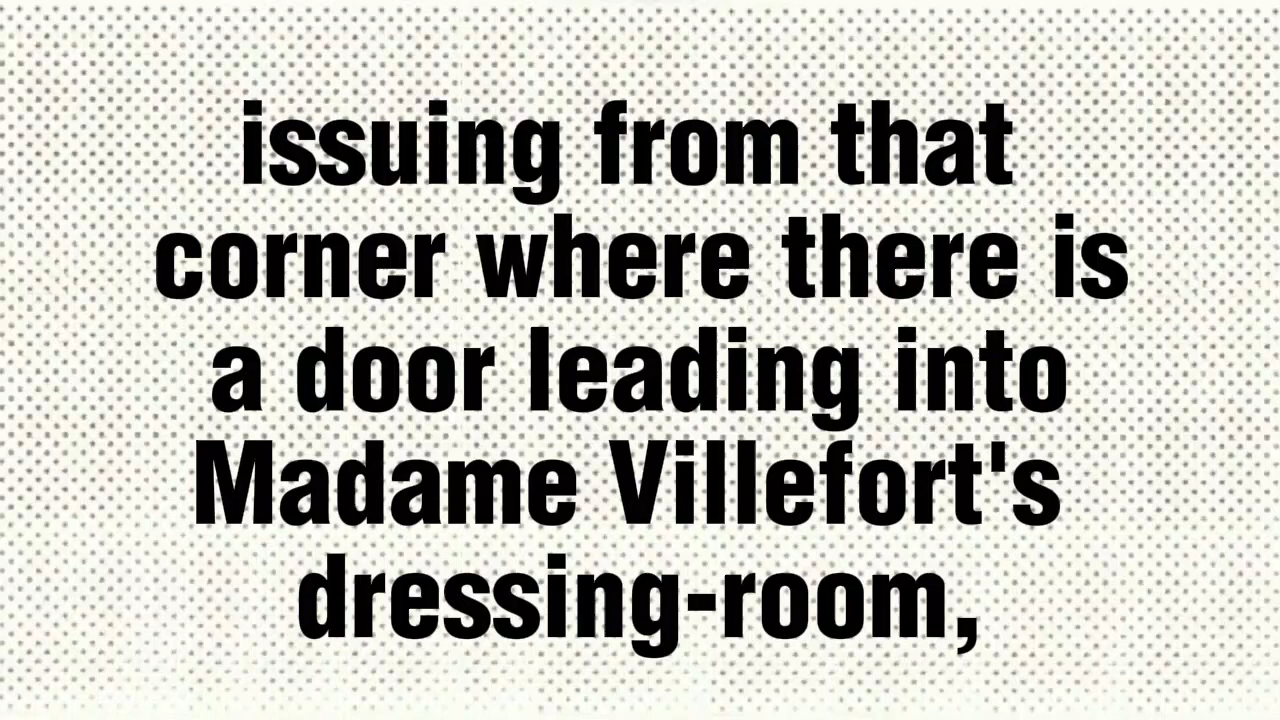 issuing from that
corner where there is
a door leading into
Madame Villefort's
dressing-room,